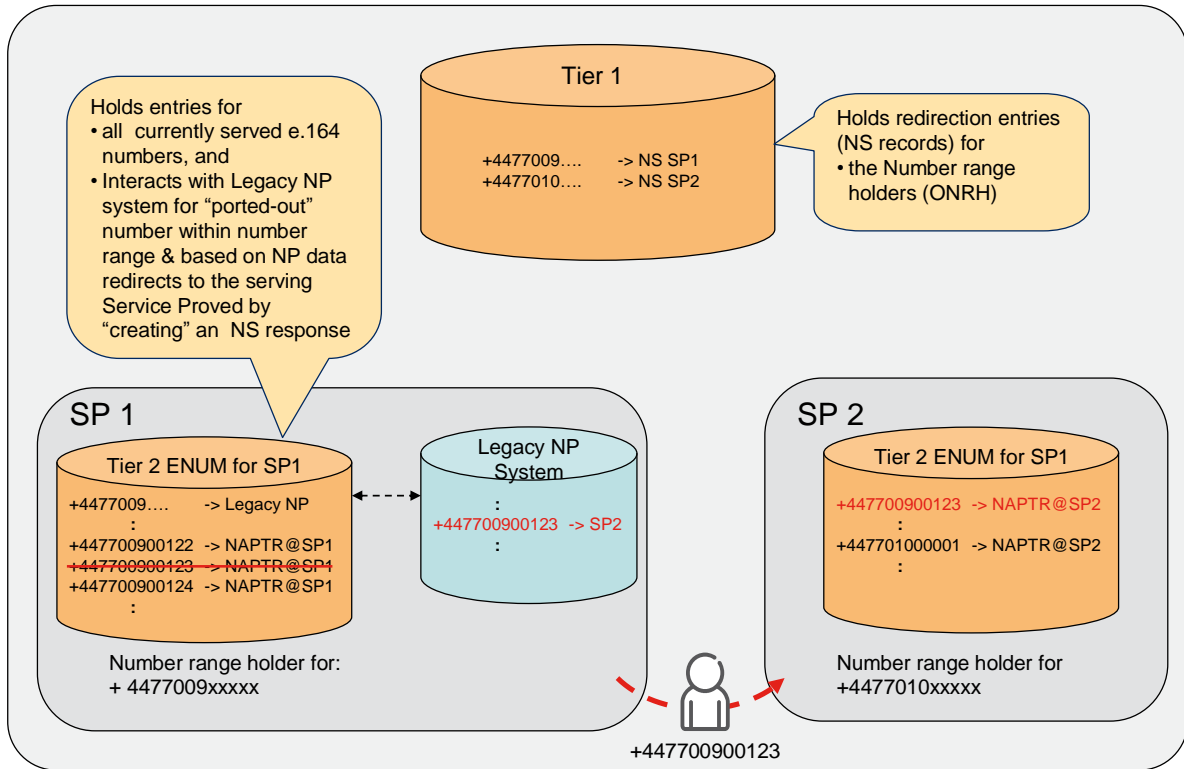 Tier 1
+4477009.... -> NS SP1
+4477010.... -> NS SP2
Holds entries for
• all currently served e.164
numbers, and
• Interacts with Legacy NP
system for “ported-out”
number within number
range & based on NP data
redirects to the serving
Service Proved by
“creating” an NS response
Holds redirection entries
(NS records) for
• the Number range
holders (ONRH)
SP 1
Tier 2 ENUM for SP1
+4477009.... -> Legacy NP
:
+447700900122 -> NAPTR@SP1
+447700900123 -> NAPTR@SP1
+447700900124 -> NAPTR@SP1
:
Legacy NP
System
:
+447700900123 -> SP2
:
Number range holder for:
+ 4477009xxxxx
SP 2
Tier 2 ENUM for SP1
+447700900123 -> NAPTR@SP2
:
+447701000001 -> NAPTR@SP2
:
Number range holder for
+4477010xxxxx
+447700900123